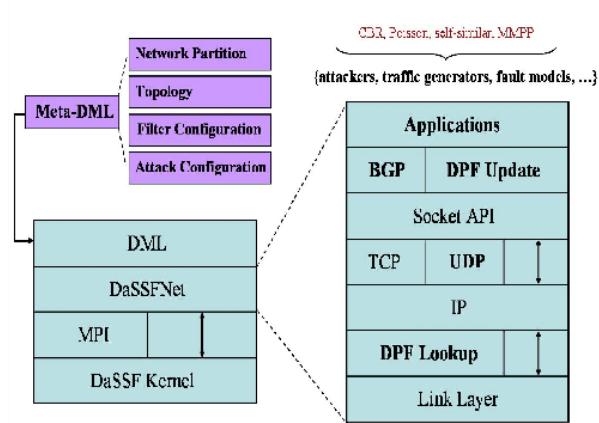 CBR, Poisson, self-similar, MMPP
{attackers, traffic generators, fault models, ...}
Network Partition
Topology
Meta-DML
Filter Configuration
Attack Configuration
DML
DaSSFNet
MPI
DaSSF Kernel
Applications
BGP DPF Update
Socket API
TCP UDP
IP
DPF Lookup
Link Layer